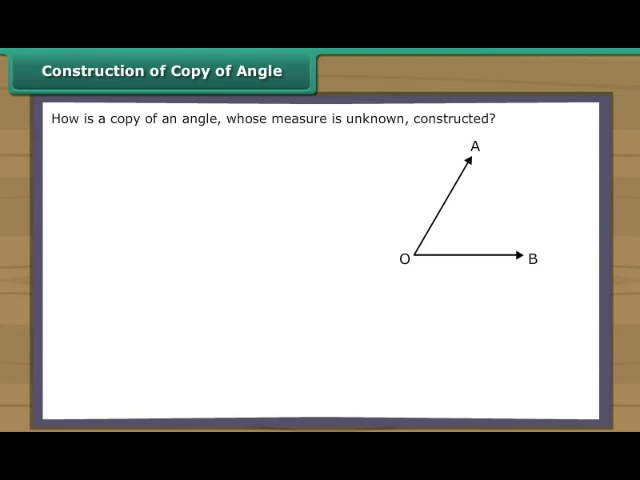 Construction of Copy of Angle
How is a copy of an angle, whose measure is unknown, constructed?
A
O
B